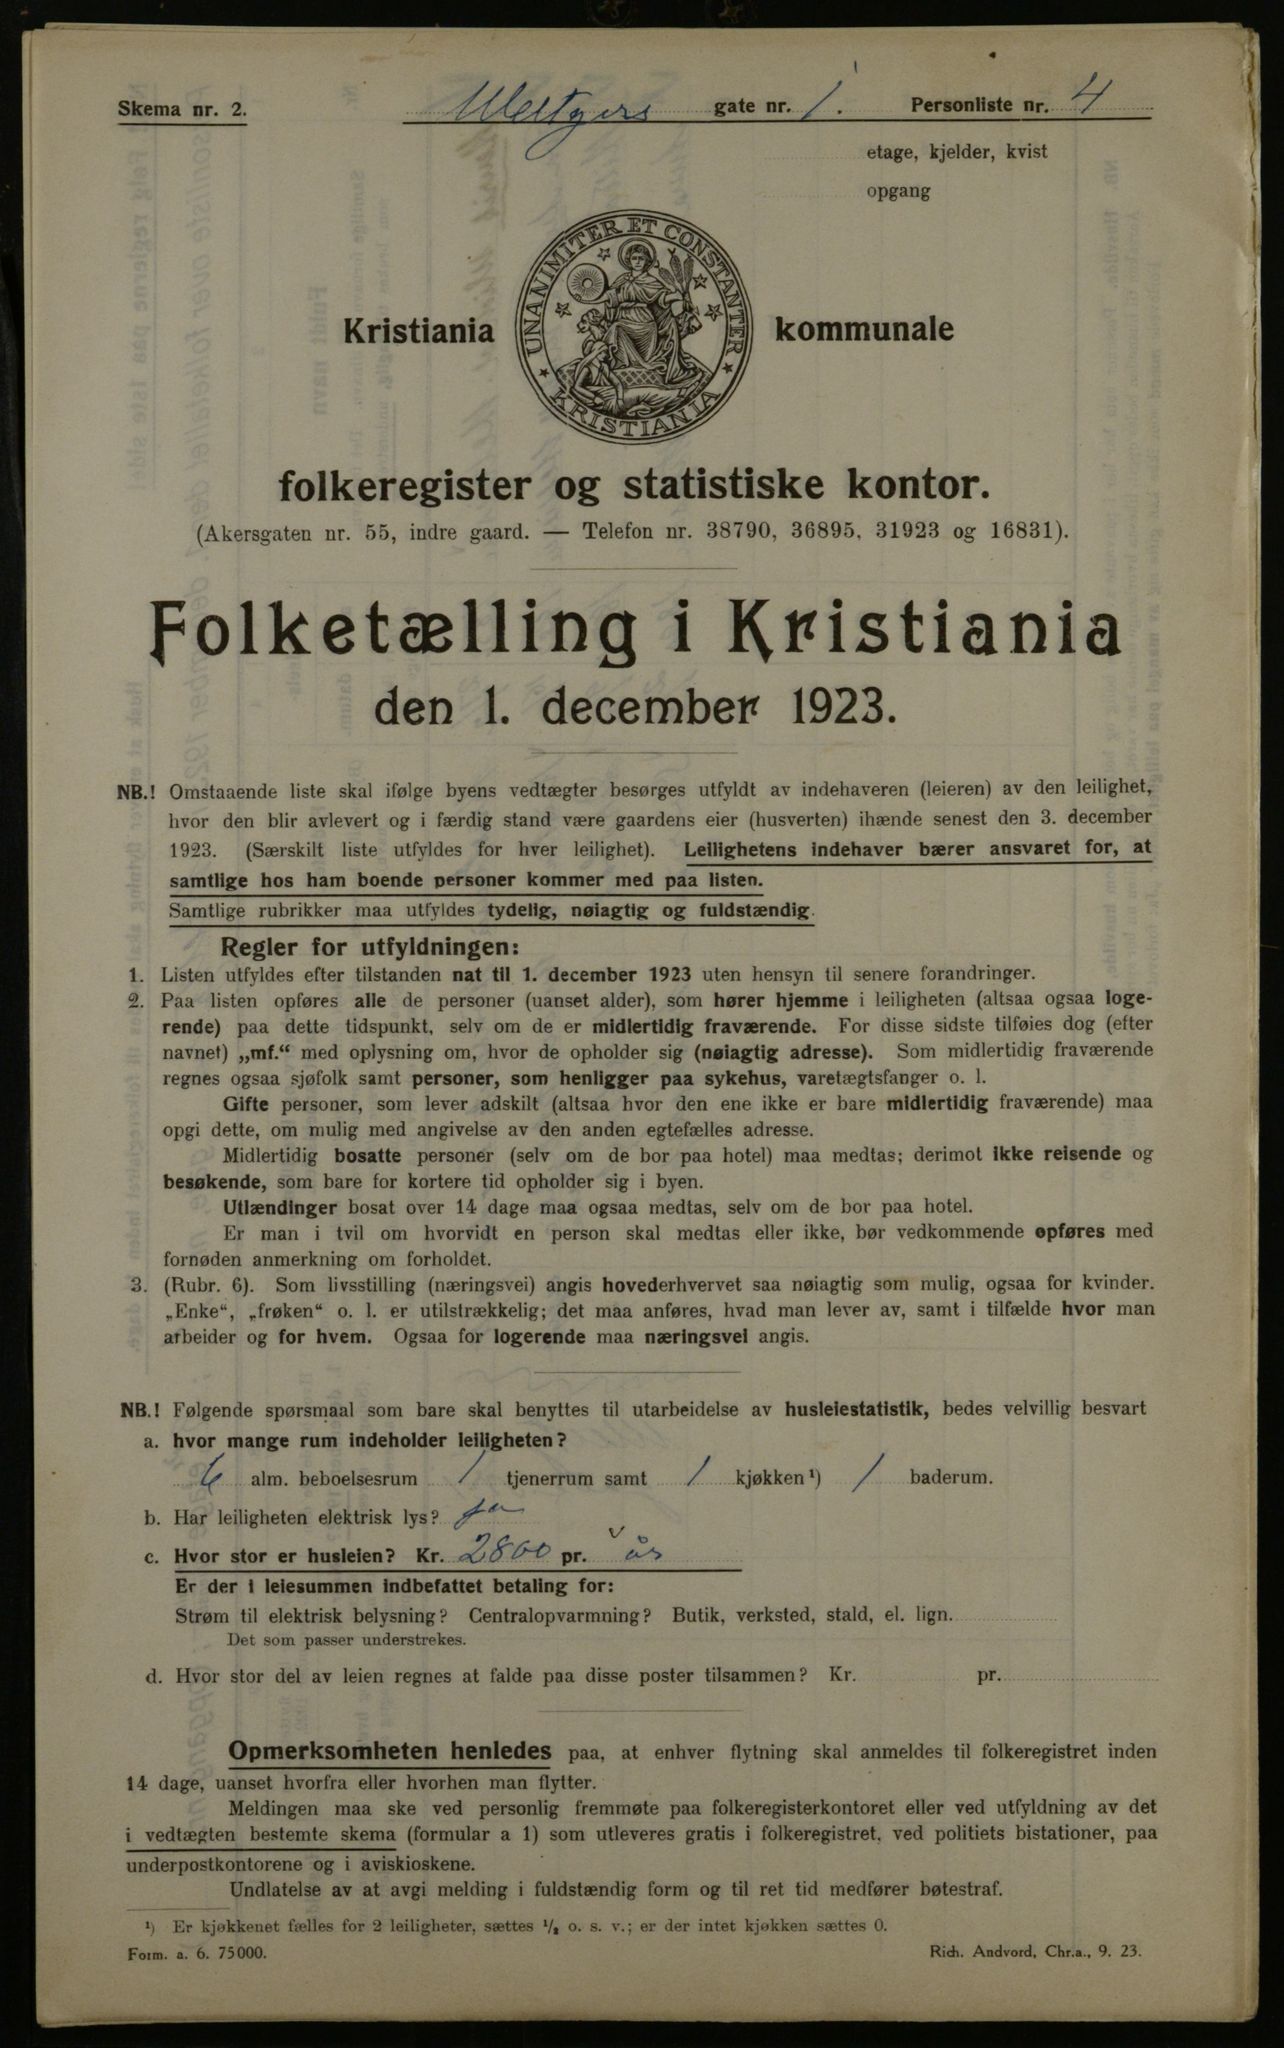 Skema nr. 2.
Meltzers gate nr. 1. Personliste nr. 4
etage, kjelder, kvist
opgang
UNANIMITER ET CONSTANTER
KRISTIANIA
Kristiania kommunale
folkeregister og statistiske kontor.
(Akersgaten nr. 55, indre gaard. — Telefon nr. 38790, 36895, 31923 og 16831).
Folketælling i Kristiania
den 1. december 1923.
NB.! Omstaaende liste skal ifølge byens vedtægter besørges utfyldt av indehaveren (leieren) av den leilighet,
hvor den blir avlevert og i færdig stand være gaardens eier (husverten) ihænde senest den 3. december
1923. (Særskilt liste utfyldes for hver leilighet). Leilighetens indehaver bærer ansvaret for, at
samtlige hos ham boende personer kommer med paa listen.
Samtlige rubrikker maa utfyldes tydelig, nøiagtig og fuldstændig.
Regler for utfyldningen:
1. Listen utfyldes efter tilstanden nat til 1. december 1923 uten hensyn til senere forandringer.
2. Paa listen opføres alle de personer (uanset alder), som hører hjemme i leiligheten (altsaa ogsaa loge-
rende) paa dette tidspunkt, selv om de er midlertidig fraværende. For disse sidste tilføies dog (efter
navnet) „mf.“ med oplysning om, hvor de opholder sig (nøiagtig adresse). Som midlertidig fraværende
regnes ogsaa sjøfolk samt personer, som henligger paa sykehus, varetægtsfanger o. l.
Gifte personer, som lever adskilt (altsaa hvor den ene ikke er bare midlertidig fraværende) maa
opgi dette, om mulig med angivelse av den anden egtefælles adresse.
Midlertidig bosatte personer (selv om de bor paa hotel) maa medtas; derimot ikke reisende og
besøkende, som bare for kortere tid opholder sig i byen.
Utlændinger bosat over 14 dage maa ogsaa medtas, selv om de bor paa hotel.
Er man i tvil om hvorvidt en person skal medtas eller ikke, bør vedkommende opføres med
fornøden anmerkning om forholdet.
3. (Rubr. 6). Som livsstilling (næringsvei) angis hovederhvervet saa nøiagtig som mulig, ogsaa for kvinder.
„Enke“, „frøken“ o. l. er utilstrækkelig; det maa anføres, hvad man lever av, samt i tilfælde hvor man
arbeider og for hvem. Ogsaa for logerende maa næringsvei angis.
NB.! Følgende spørsmaal som bare skal benyttes til utarbeidelse av husleiestatistik, bedes velvillig besvart
a. hvor mange rum indeholder leiligheten?
6 alm. beboelsesrum 1 tjenerrum samt 1 kjøkken ¹) 1 baderum.
b. Har leiligheten elektrisk lys? ja
c. Hvor stor er husleien? Kr. 2800 pr. år
Er der i leiesummen indbefattet betaling for:
Strøm til elektrisk belysning? Centralopvarmning? Butik, verksted, stald, el. lign.
Det som passer understrekes.
d. Hvor stor del av leien regnes at falde paa disse poster tilsammen? Kr. pr.
Opmerksomheten henledes paa, at enhver flytning skal anmeldes til folkeregistret inden
14 dage, uanset hvorfra eller hvorhen man flytter.
Meldingen maa ske ved personlig fremmøte paa folkeregisterkontoret eller ved utfyldning av det
i vedtægten bestemte skema (formular a 1) som utleveres gratis i folkeregistret, ved politiets bistationer, paa
underpostkontorene og i aviskioskene.
Undlatelse av at avgi melding i fuldstændig form og til ret tid medfører bøtestraf.
¹) Er kjøkkenet fælles for 2 leiligheter, sættes ½ o. s. v.; er der intet kjøkken sættes 0.
Form. a. 6. 75000. Rich. Andvord, Chr.a., 9. 23.